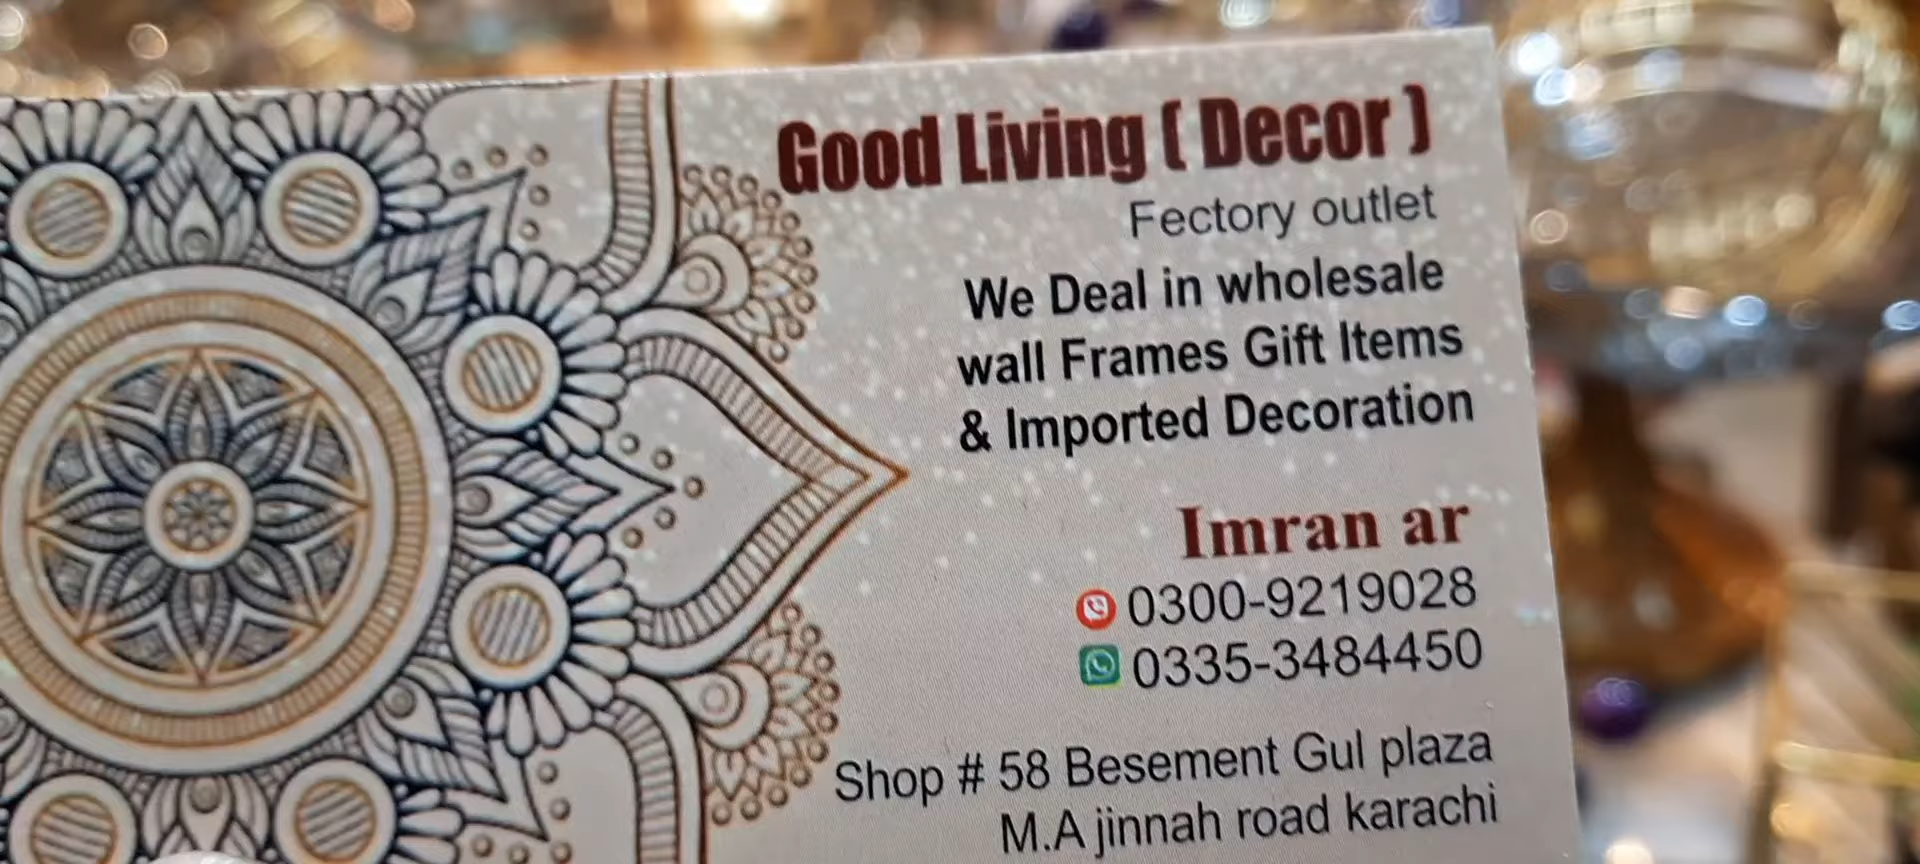 Good Living ( Decor )
Fectory outlet
We Deal in wholesale
wall Frames Gift Items
& Imported Decoration
Imran ar
0300-9219028
0335-3484450
Shop # 58 Besement Gul plaza
M.A jinnah road karachi